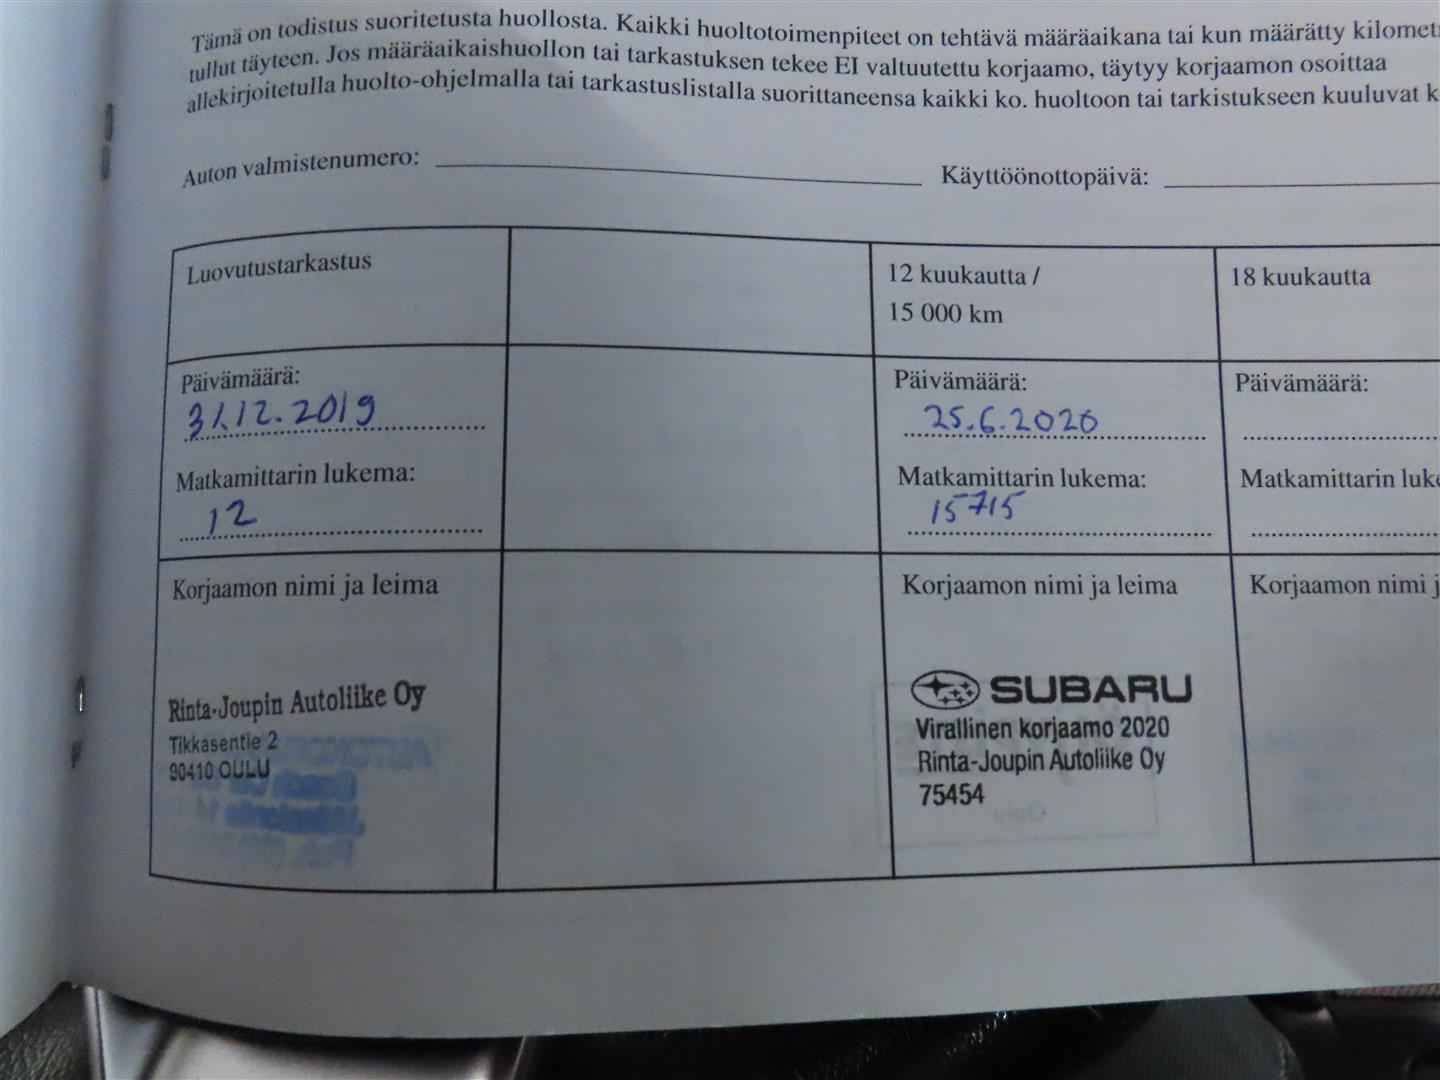 Tämä on todistus suoritetusta huollosta. Kaikki huoltotoimenpiteet on tehtävä määräaikana tai kun määrätty
tullut täyteen. Jos määräaikaishuollon tai tarkastuksen tekee EI valtuutettu korjaamo, täytyy korjaamon osoittaa
allekirjoitetulla huolto-ohjelmalla tai tarkastuslistalla suorittaneensa kaikki ko. huoltoon tai tarkistukseen kuuluvat
Auton valmistenumero:
Käyttöönottopäivä:
Luovutustarkastus
12 kuukautta /
15 000 km
18 kuukautta
Päivämäärä:
31.12.2019
Päivämäärä:
25.6.2020
Päivämäärä:
Matkamittarin lukema:
12
Matkamittarin lukema:
15715
Matkamittarin
Korjaamon nimi ja leima
Korjaamon nimi ja leima
Korjaamon nimi
Rinta-Joupin Autoliike Oy
Tikkasentie 2
90410 OULU
SUBARU
Virallinen korjaamo 2020
Rinta-Joupin Autoliike Oy
75454